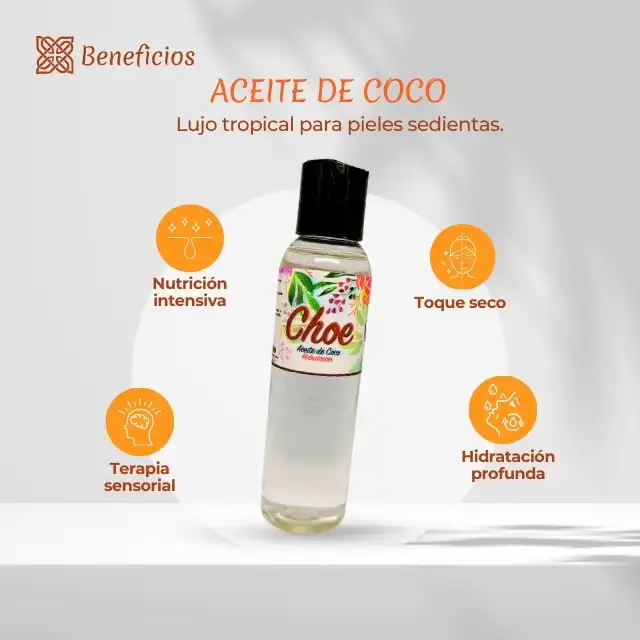 Beneficios
ACEITE DE COCO
Lujo tropical para pieles sedientas.
Nutrición
intensiva
Toque seco
Choe
Aceite de Coco
Hidratación
Terapia
sensorial
Hidratación
profunda